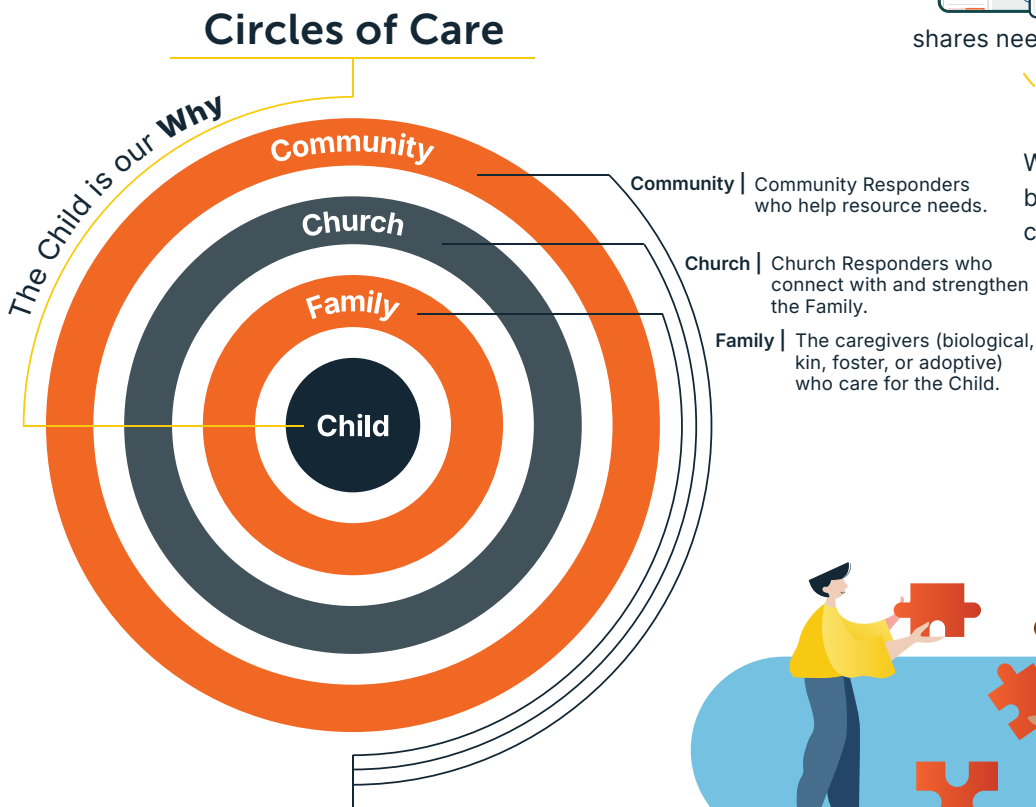 Circles of Care
shares nee
The Child is our Why
Community
Church
Family
Child
Community | Community Responders
who help resource needs.
Church | Church Responders who
connect with and strengthen
the Family.
Family | The caregivers (biological,
kin, foster, or adoptive)
who care for the Child.
W
b
c